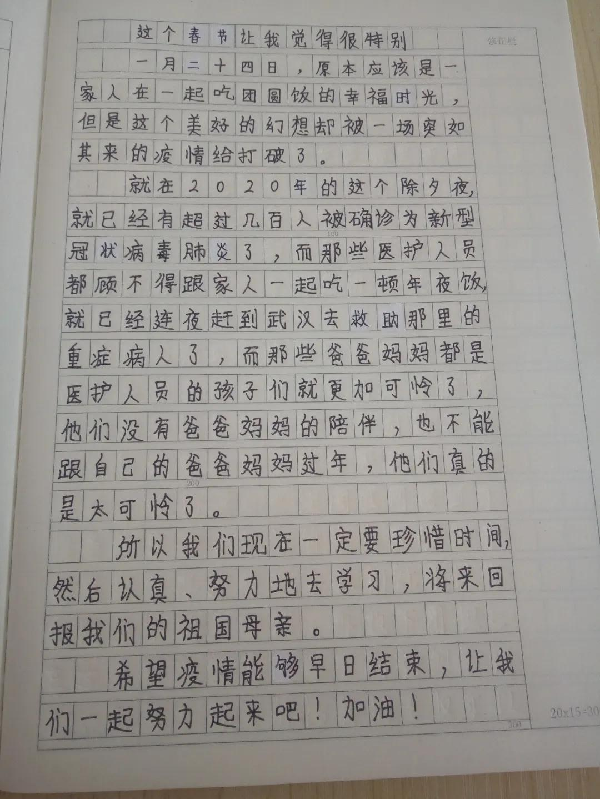 这个春节让我觉得很特别
一月二十四日，原本应该是一
家人在一起吃团圆饭的幸福时光，
但是这个美好的幻想却被一场突如
其来的疫情给打破了。
就在2020年的这个除夕夜，
就已经有超过几百人被确诊为新型
冠状病毒肺炎了，而那些医护人员
都顾不得跟家人一起吃一顿年夜饭，
就已经连夜赶到武汉去救助那里的
重症病人了，而那些爸爸妈妈都是
医护人员的孩子们就更加可怜了，
他们没有爸爸妈妈的陪伴，也不能
跟自己的爸爸妈妈过年，他们真的
是太可怜了。
所以我们现在一定要珍惜时间，
然后认真、努力地去学习，将来回
报我们的祖国母亲。
希望疫情能够早日结束，让我
们一起努力起来吧！加油！
20×15=30